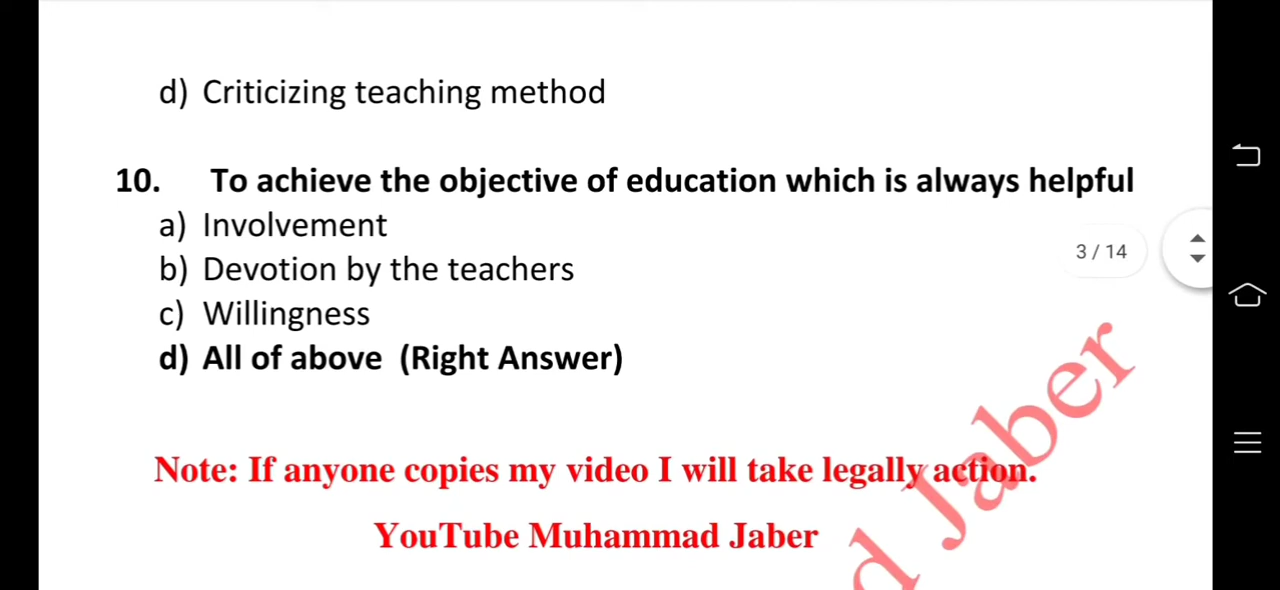 d) Criticizing teaching method
10. To achieve the objective of education which is always helpful
a) Involvement
b) Devotion by the teachers
3 / 14
c) Willingness
d) All of above (Right Answer)
Note: If anyone copies my video I will take legally action.
YouTube Muhammad Jaber
d Jaber